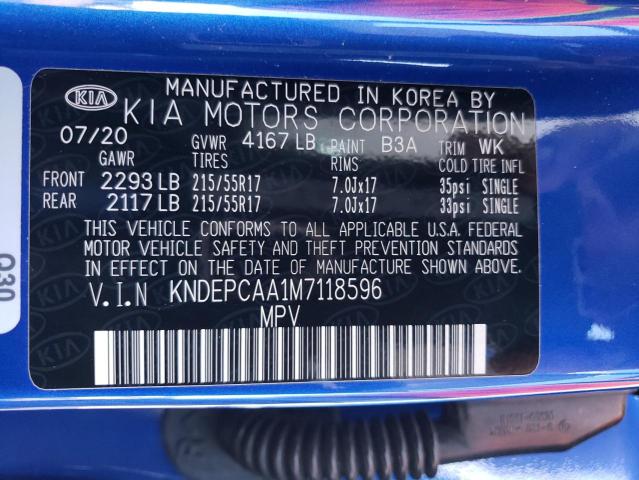 MANUFACTURED IN KOREA BY
KIA KIA MOTORS CORPORATION
07/20 GVWR 4167 LB PAINT B3A TRIM WK
GAWR TIRES RIMS COLD TIRE INFL
FRONT 2293 LB 215/55R17 7.0Jx17 35psi SINGLE
REAR 2117 LB 215/55R17 7.0Jx17 33psi SINGLE
THIS VEHICLE CONFORMS TO ALL APPLICABLE U.S.A. FEDERAL
MOTOR VEHICLE SAFETY AND THEFT PREVENTION STANDARDS
IN EFFECT ON THE DATE OF MANUFACTURE SHOWN ABOVE.
V.I.N KNDEPCAA1M7118596
MPV
Q30